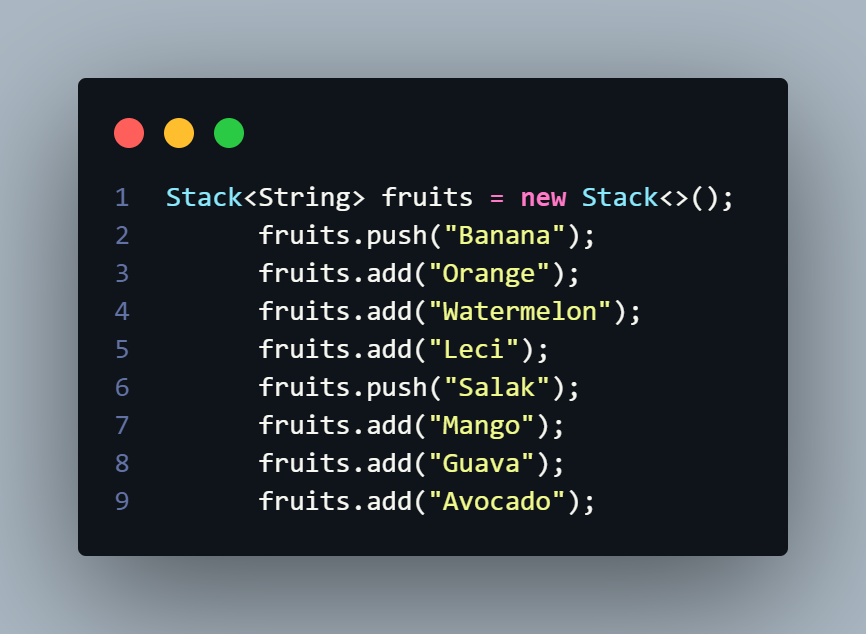 1 Stack<String> fruits = new Stack<>();
2 fruits.push("Banana");
3 fruits.add("Orange");
4 fruits.add("Watermelon");
5 fruits.add("Leci");
6 fruits.push("Salak");
7 fruits.add("Mango");
8 fruits.add("Guava");
9 fruits.add("Avocado");